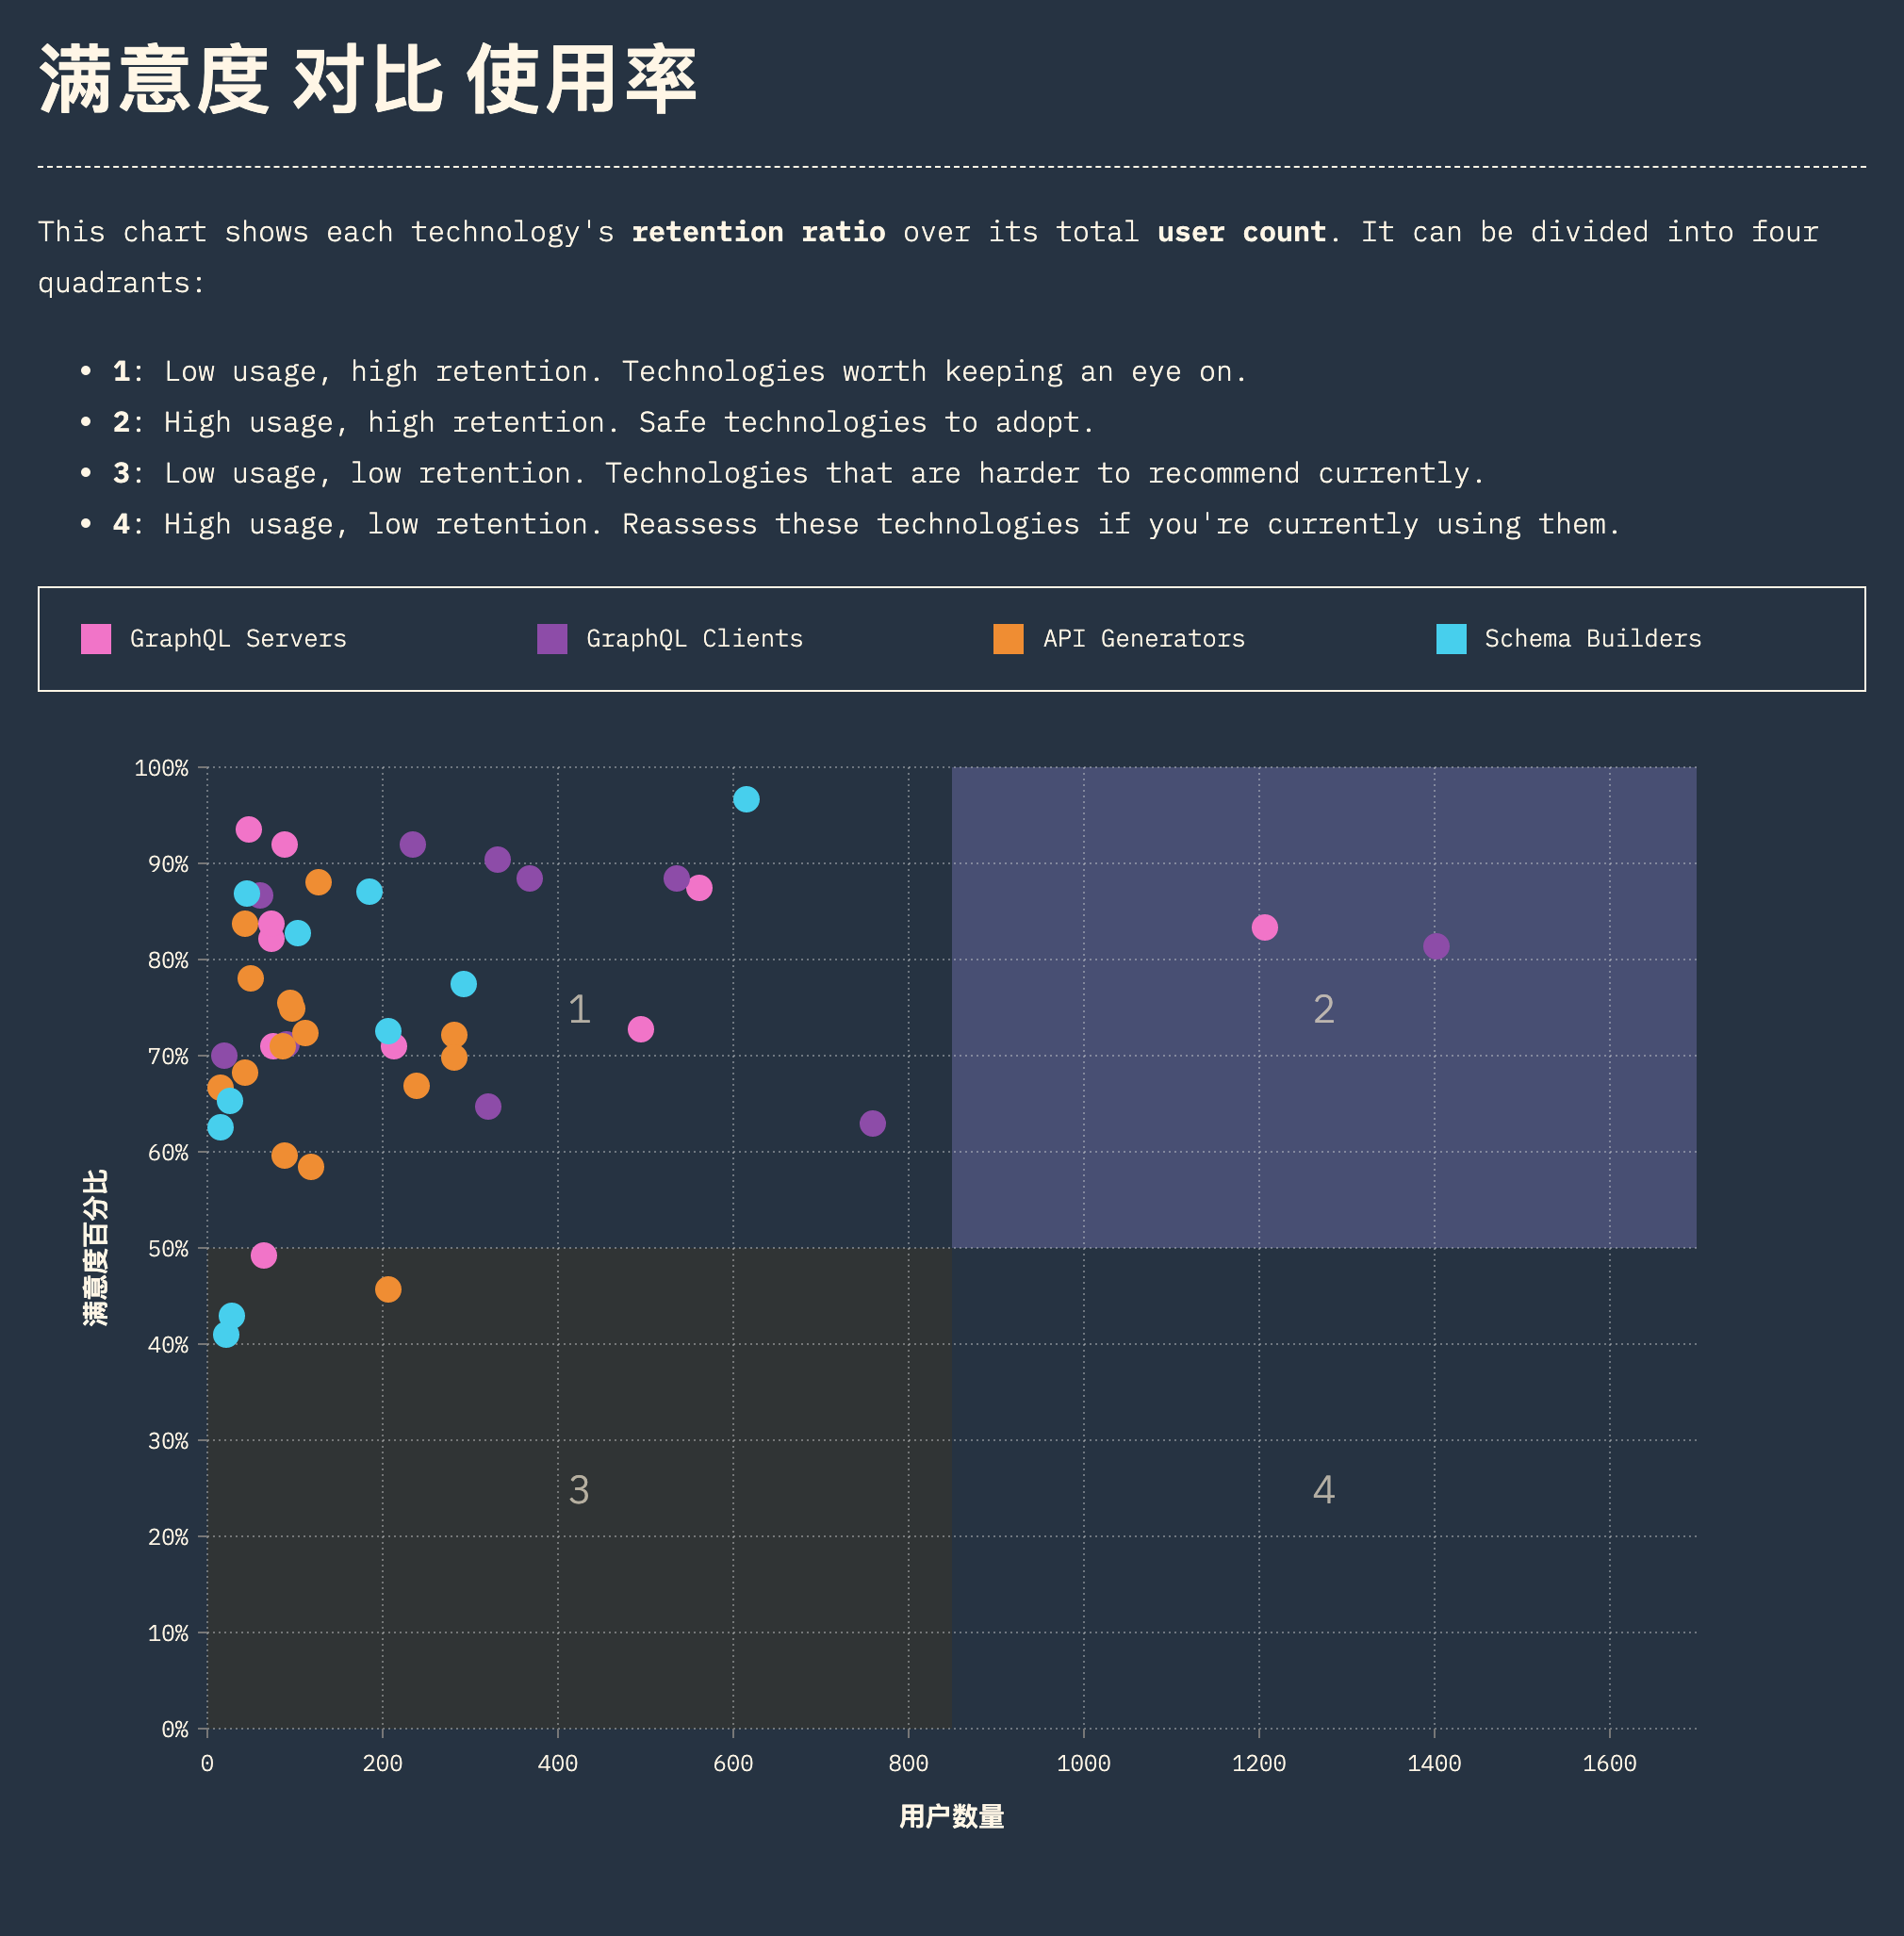 满意度 对比 使用率
This chart shows each technology's retention ratio over its total user count. It can be divided into four
quadrants:
• 1: Low usage, high retention. Technologies worth keeping an eye on.
• 2: High usage, high retention. Safe technologies to adopt.
• 3: Low usage, low retention. Technologies that are harder to recommend currently.
• 4: High usage, low retention. Reassess these technologies if you're currently using them.
GraphQL Servers
GraphQL Clients
API Generators
Schema Builders
100%
90%
80%
70%
60%
50%
40%
30%
20%
10%
0%
满意度百分比
1
2
3
4
0
200
400
600
800
1000
1200
1400
1600
用户数量